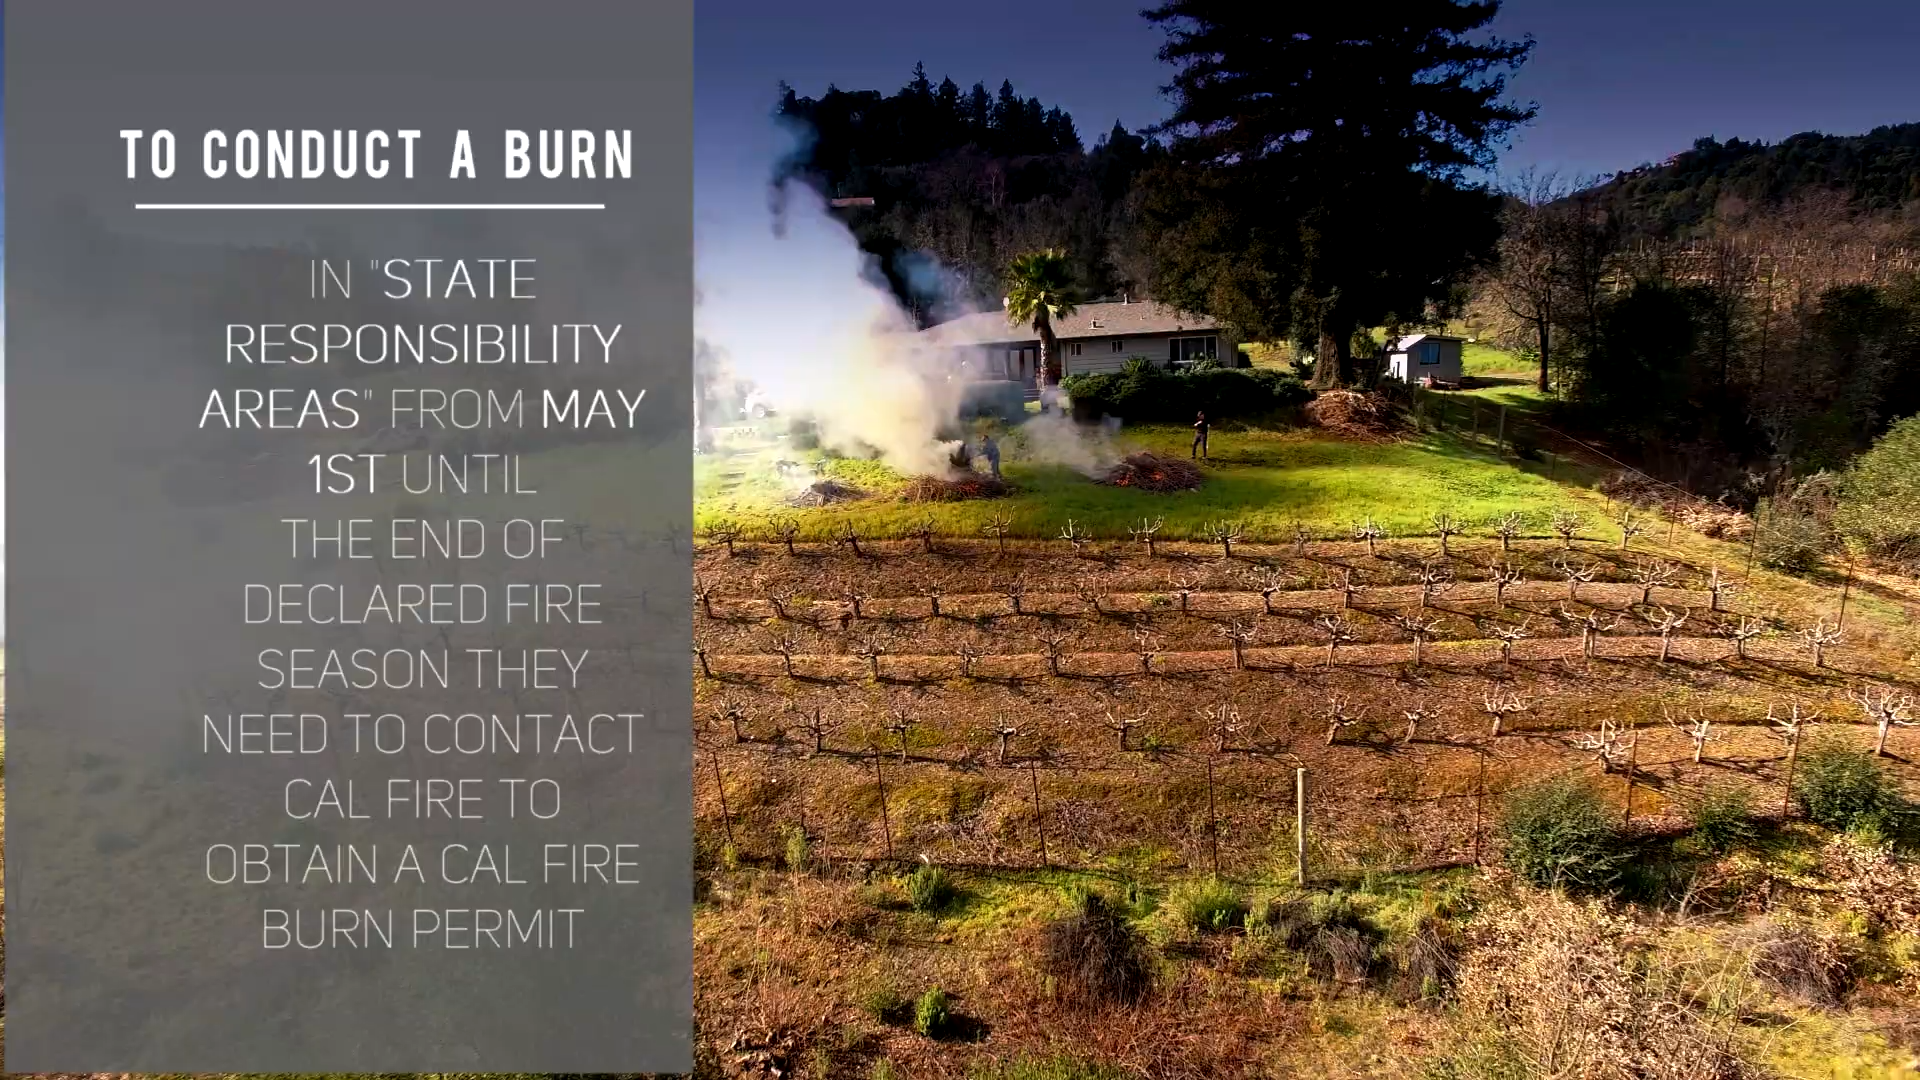 TO CONDUCT A BURN
IN "STATE
RESPONSIBILITY
AREAS" FROM MAY
1ST UNTIL
THE END OF
DECLARED FIRE
SEASON THEY
NEED TO CONTACT
CAL FIRE TO
OBTAIN A CAL FIRE
BURN PERMIT